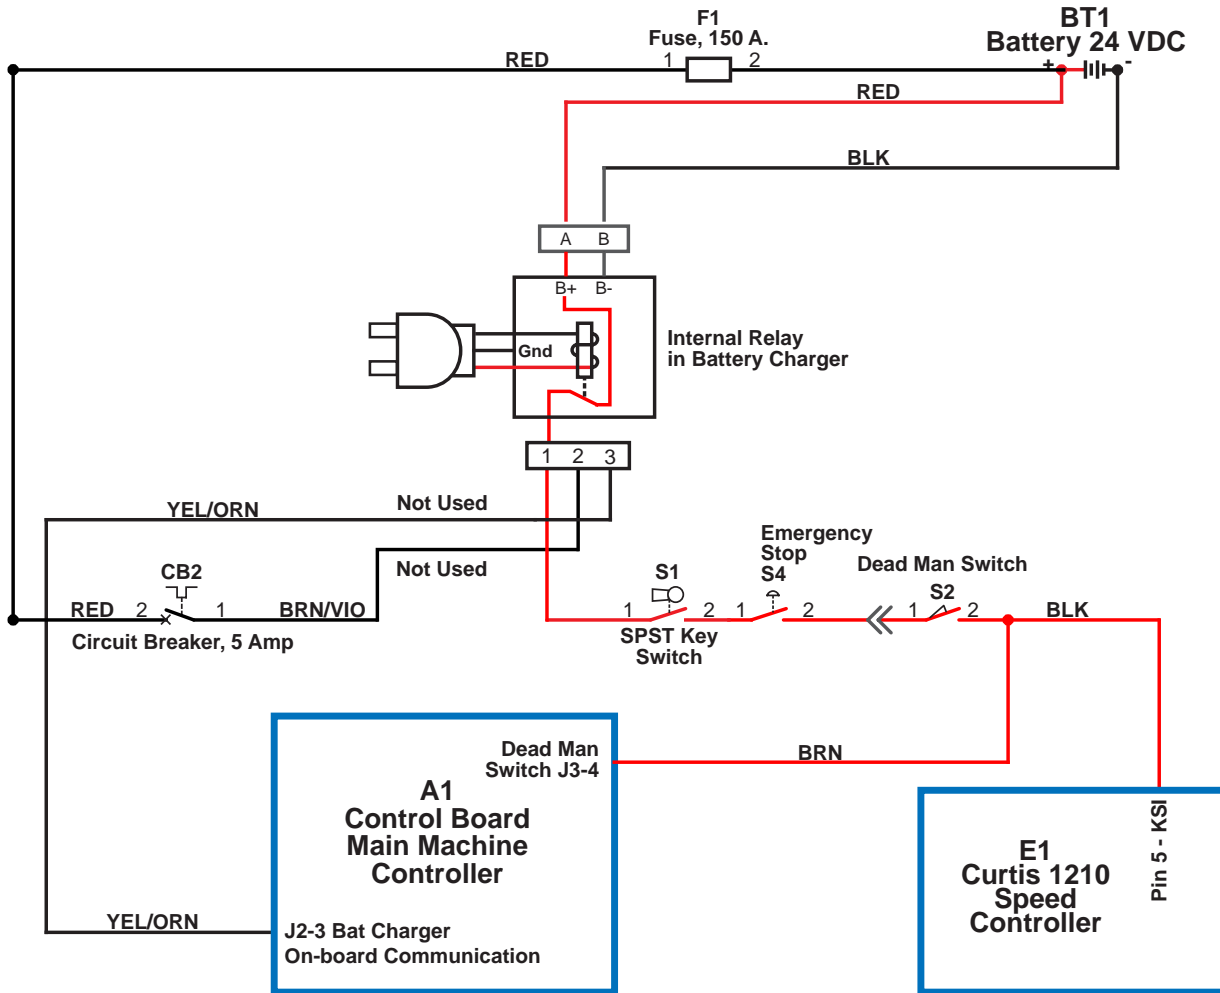 F1
Fuse, 150 A.
BT1
Battery 24 VDC
RED
1
2
+
-
RED
BLK
A
B
B+
B-
Gnd
Internal Relay
in Battery Charger
1
2
3
YEL/ORN
Not Used
Not Used
CB2
RED
2
1
BRN/VIO
Circuit Breaker, 5 Amp
S1
1
2
SPST Key
Switch
Emergency
Stop
S4
1
2
Dead Man Switch
S2
1
2
BLK
BRN
Dead Man
Switch J3-4
A1
Control Board
Main Machine
Controller
YEL/ORN
J2-3 Bat Charger
On-board Communication
E1
Curtis 1210
Speed
Controller
Pin 5 - KSI